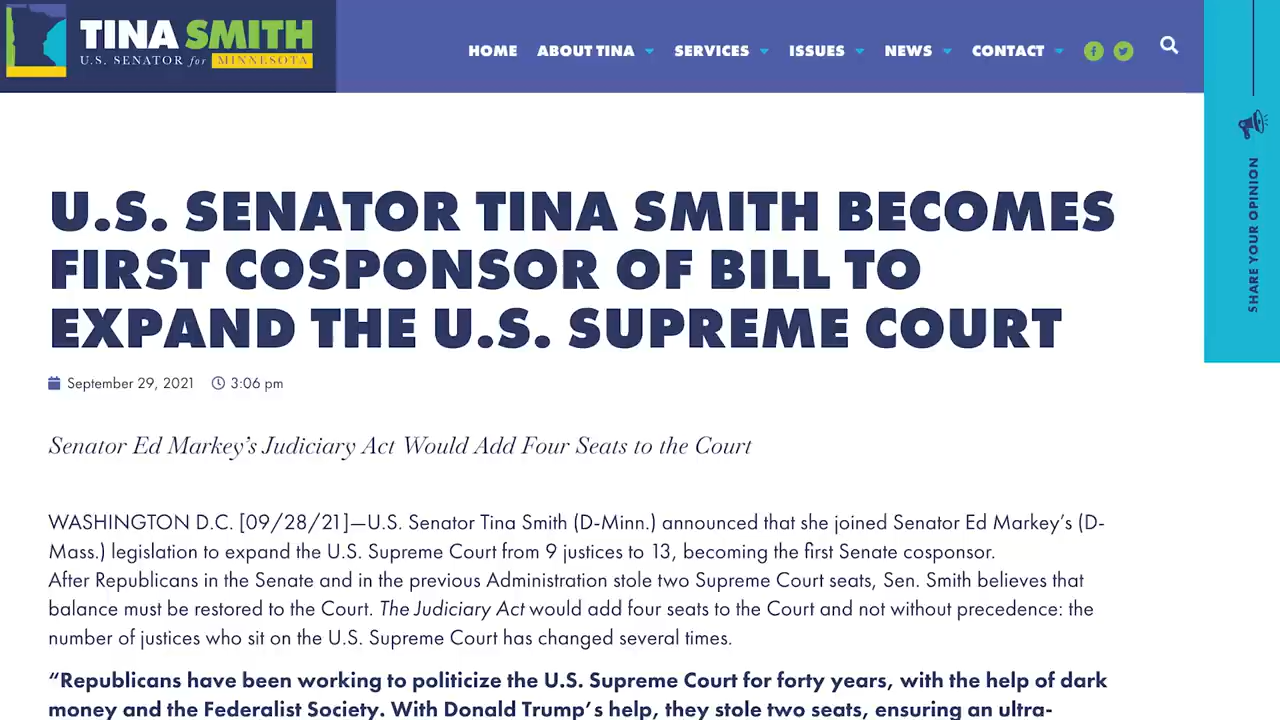 TINA SMITH
U.S. SENATOR for MINNESOTA
HOME ABOUT TINA SERVICES ISSUES NEWS CONTACT
SHARE YOUR OPINION
U.S. SENATOR TINA SMITH BECOMES
FIRST COSPONSOR OF BILL TO
EXPAND THE U.S. SUPREME COURT
September 29, 2021 3:06 pm
Senator Ed Markey's Judiciary Act Would Add Four Seats to the Court
WASHINGTON D.C. [09/28/21]—U.S. Senator Tina Smith (D-Minn.) announced that she joined Senator Ed Markey's (D-
Mass.) legislation to expand the U.S. Supreme Court from 9 justices to 13, becoming the first Senate cosponsor.
After Republicans in the Senate and in the previous Administration stole two Supreme Court seats, Sen. Smith believes that
balance must be restored to the Court. The Judiciary Act would add four seats to the Court and not without precedence: the
number of justices who sit on the U.S. Supreme Court has changed several times.
“Republicans have been working to politicize the U.S. Supreme Court for forty years, with the help of dark
money and the Federalist Society. With Donald Trump's help, they stole two seats, ensuring an ultra-